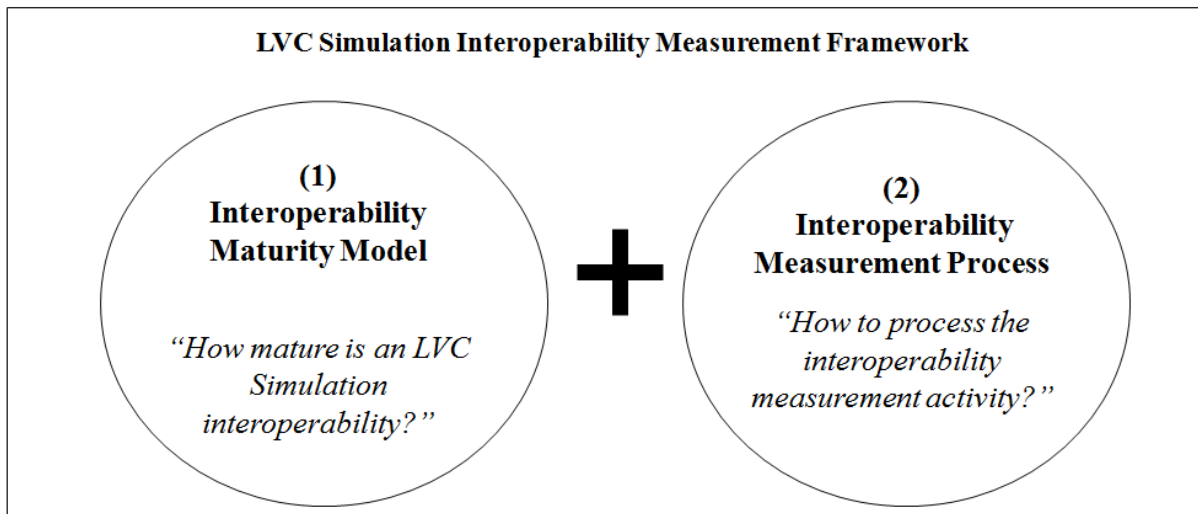 LVC Simulation Interoperability Measurement Framework
(1)
Interoperability
Maturity Model
“How mature is an LVC
Simulation
interoperability?”
(2)
Interoperability
Measurement Process
“How to process the
interoperability
measurement activity?”